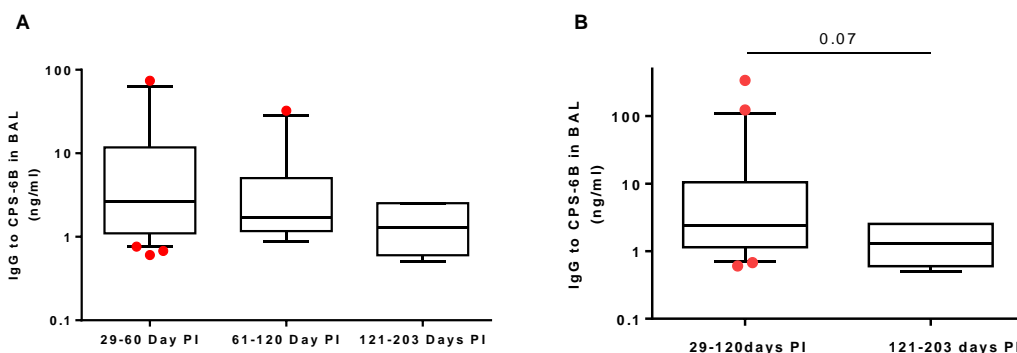 A
IgG to CPS-6B in BAL
(ng/ml)
100
10
1
0.1
29-60 Day PI
61-120 Day PI
121-203 Days PI
B
0.07
IgG to CPS-6B in BAL
(ng/ml)
100
10
1
0.1
29-120days PI
121-203 days PI